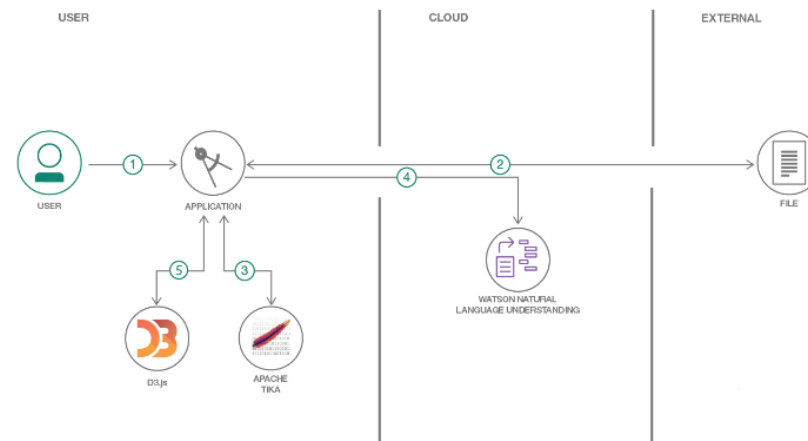 USER
CLOUD
EXTERNAL
1
2
4
USER
APPLICATION
FILE
5
3
WATSON NATURAL
LANGUAGE UNDERSTANDING
D3.js
APACHE
TIKA